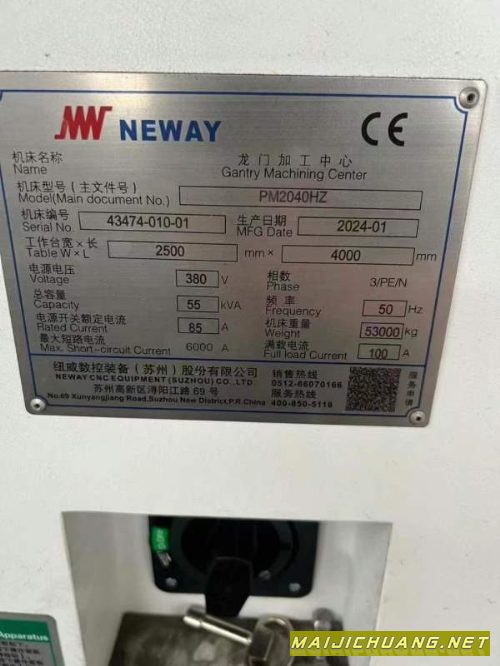 NEWAY
CE
机床名称 龙门加工中心
Name Gantry Machining Center
机床型号(主文件号)
Model(Main document No.) PM2040HZ
机床编号 生产日期
Serial No. 43474-010-01 MFG Date 2024-01
工作台宽×长
Table W×L 2500 mm× 4000 mm
电源电压 相数
Voltage 380 V Phase 3/PE/N
总容量 频率
Capacity 55 kVA Frequency 50 Hz
电源开关额定电流 机床重量
Rated Current 85 A Weight 53000 kg
最大短路电流 满载电流
Max. Short-circuit Current 6000 A Full load Current 100 A
纽威数控装备(苏州)股份有限公司 销售热线
NEWAY CNC EQUIPMENT (SUZHOU) CO.,LTD. 0512-66070166
苏州高新区浔阳江路69号 服务热线
No.69 Xunyangjiang Road,Suzhou New District,P.R.China 400-850-5116
服务申请
Apparatus
MAIJICHUANG.NET